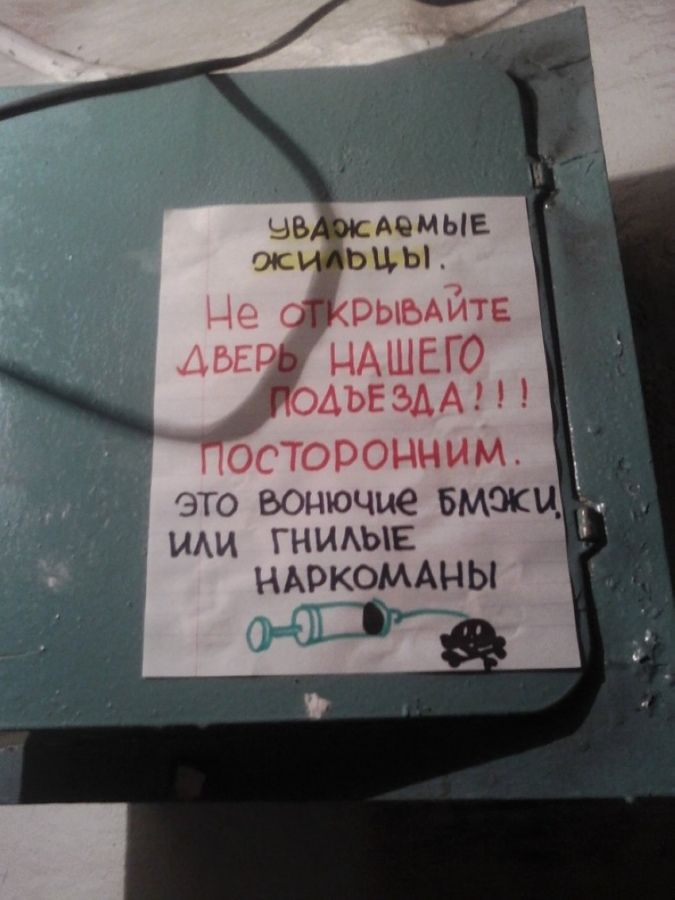 УВАЖАЕМЫЕ
ЖИЛЬЦЫ.
Не ОТКРЫВАЙТЕ
ДВЕРЬ НАШЕГО
ПОДЪЕЗДА!!!
ПОСТОРОННИМ.
ЭТО ВОНЮЧИЕ БМЖИ,
ИЛИ ГНИЛЫЕ
НАРКОМАНЫ